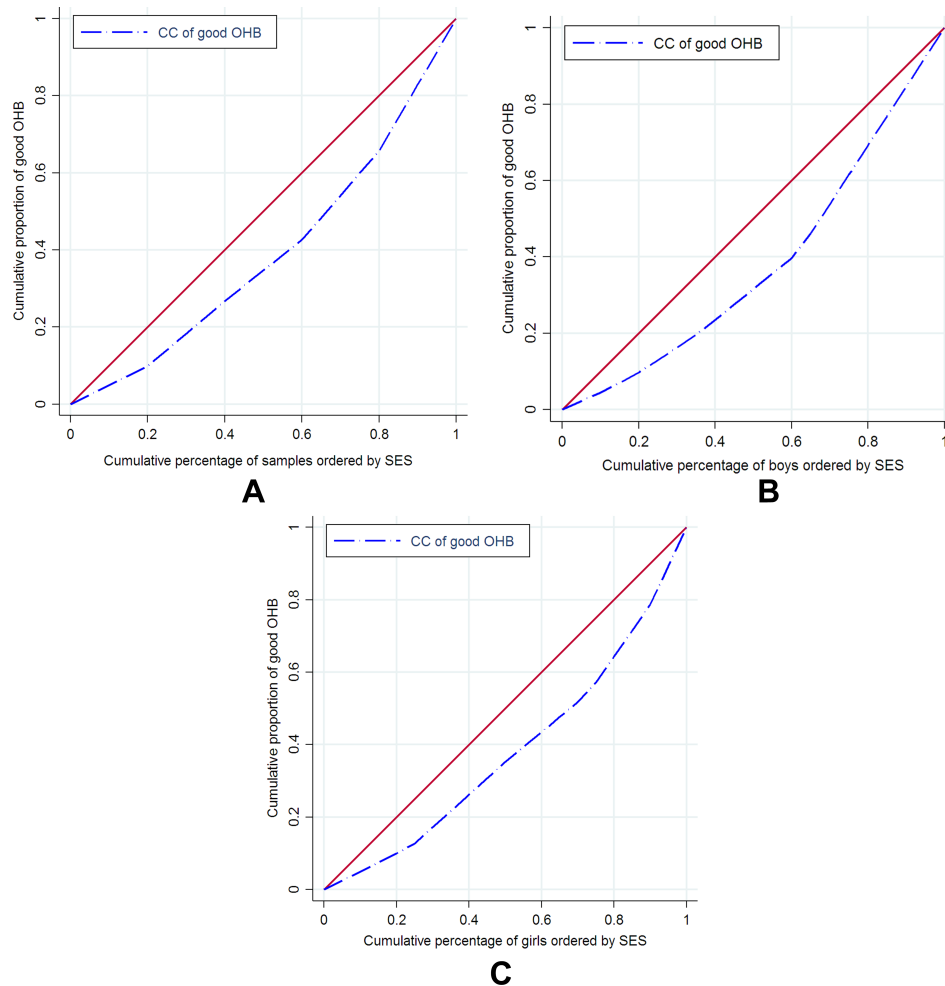 CC of good OHB
Cumulative proportion of good OHB
1
0.8
0.6
0.4
0.2
0
0 0.2 0.4 0.6 0.8 1
Cumulative percentage of samples ordered by SES
A
CC of good OHB
Cumulative proportion of good OHB
1
0.8
0.6
0.4
0.2
0
0 0.2 0.4 0.6 0.8 1
Cumulative percentage of boys ordered by SES
B
CC of good OHB
Cumulative proportion of good OHB
1
0.8
0.6
0.4
0.2
0
0 0.2 0.4 0.6 0.8 1
Cumulative percentage of girls ordered by SES
C